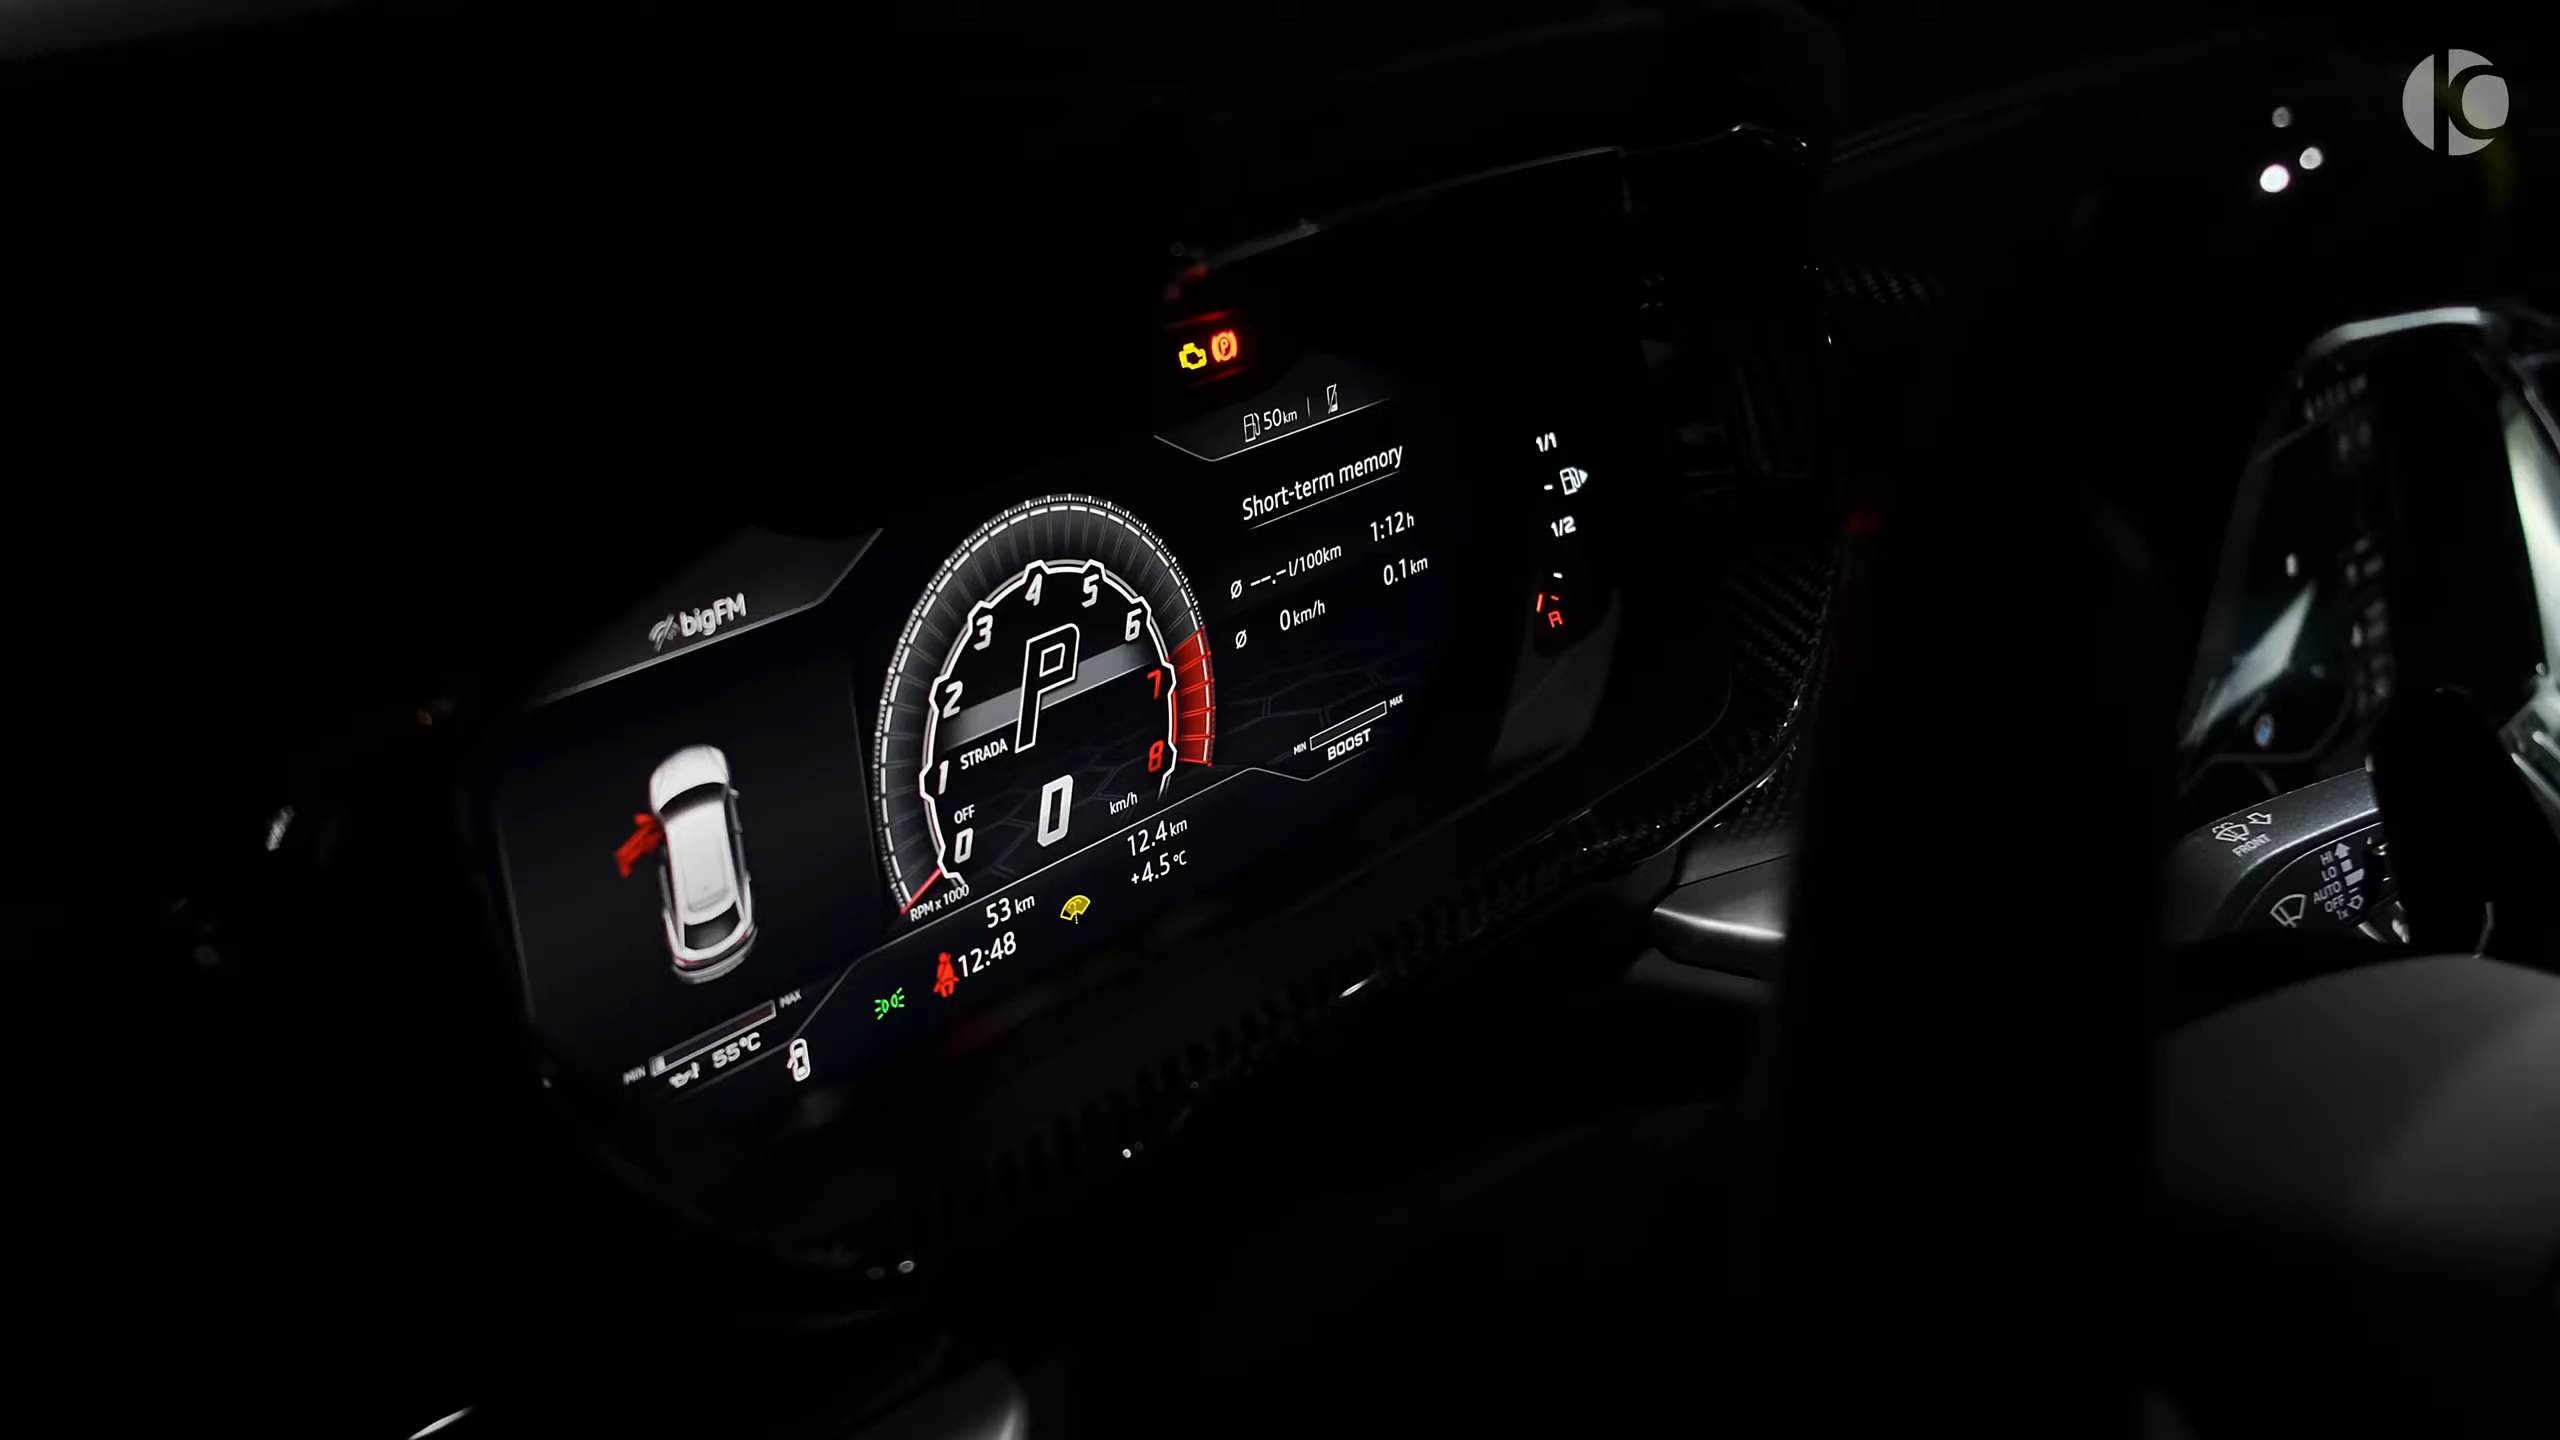 50km
Short-term memory
1:12h
ø --.-l/100km
0.1km
ø 0km/h
1/1
1/2
R
bigFM
4
5
3
6
2
P
7
STRADA
1
8
OFF
0
0
km/h
RPM x 1000
MIN
MAX
BOOST
12.4km
+4.5°C
53km
12:48
MAX
MIN
55°C
P
FRONT
HI
LO
AUTO
OFF
1x